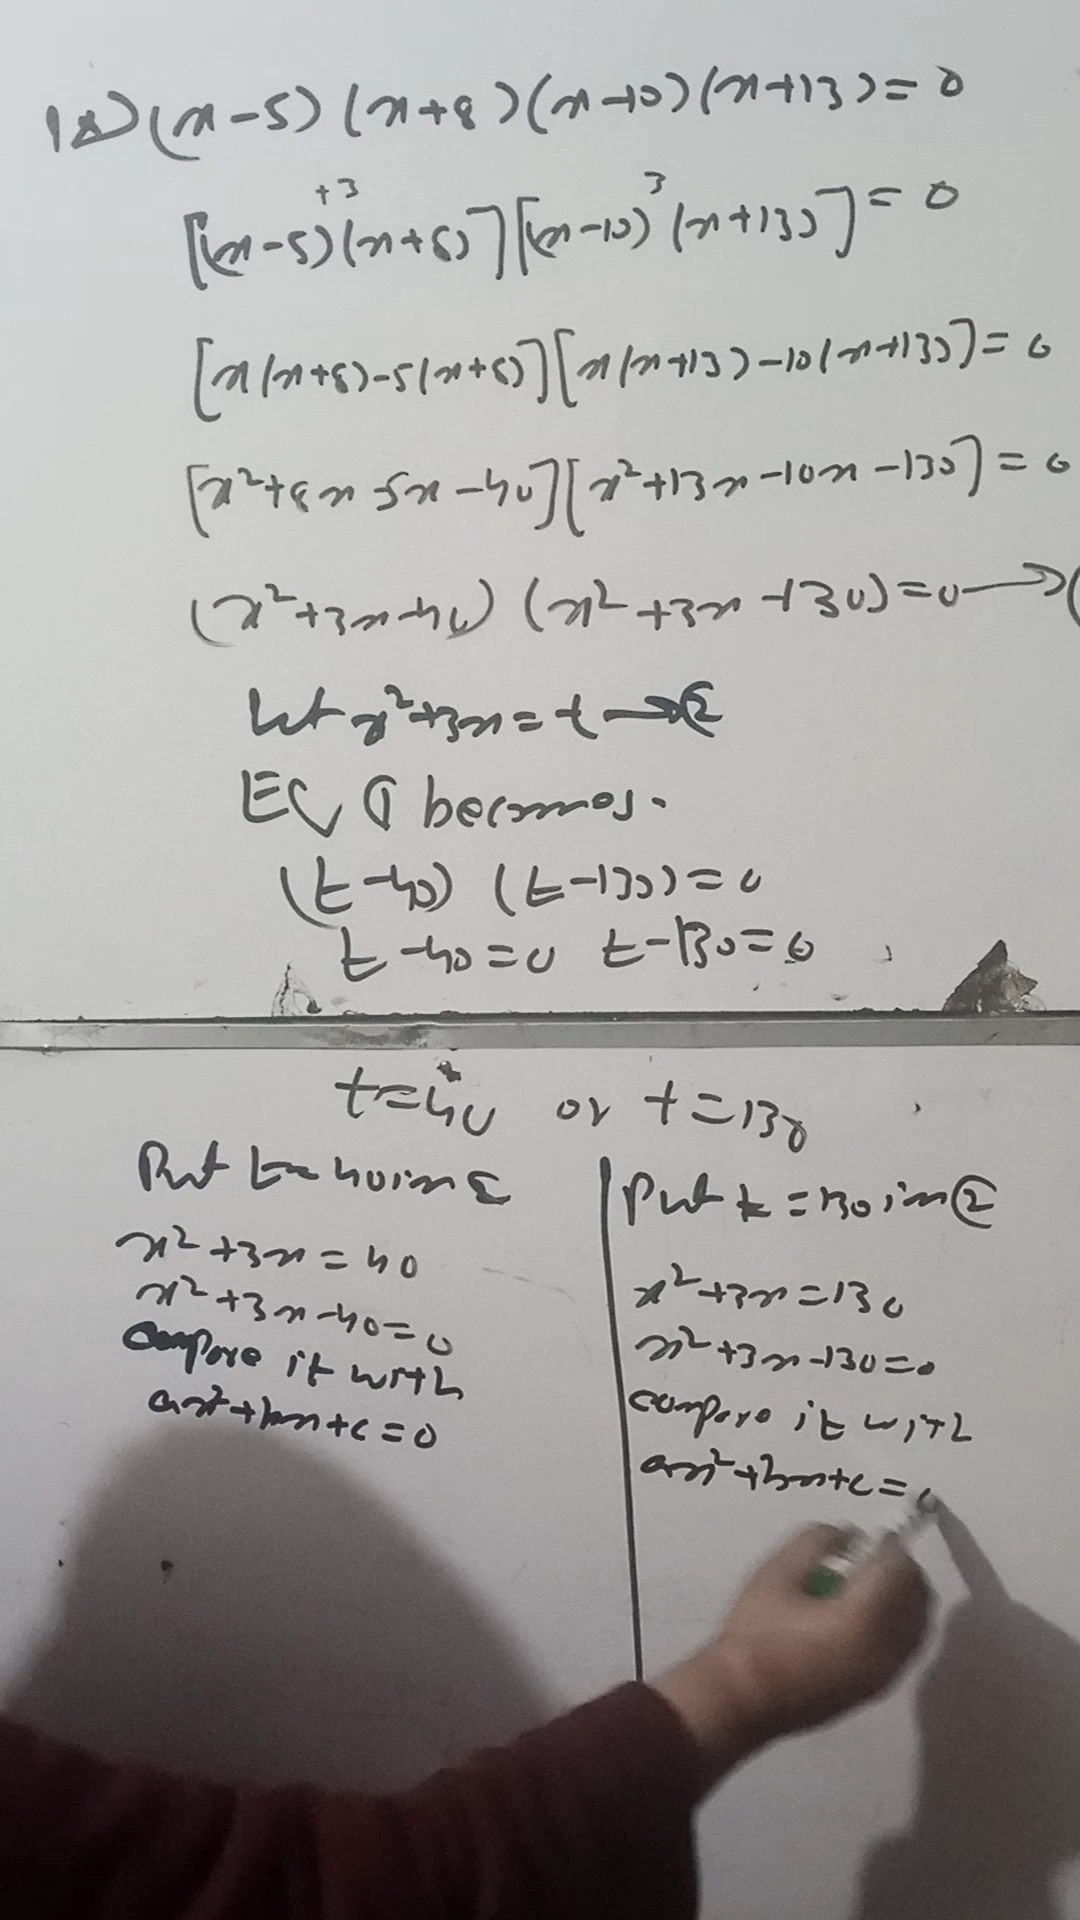 (x-5)(x+8)(x-10)(x+13)=0
+3 3
[(x-5)(x+8)][(x-10)(x+13)]=0
[x(x+8)-5(x+8)][x(x+13)-10(x+13)]=0
[x²+8x-5x-40][x²+13x-10x-130]=0
(x²+3x-40)(x²+3x-130)=0→
let x²+3x=t→②
EQ ① becomes.
(t-40) (t-130)=0
t-40=0 t-130=0
t=40 or t=130
Put t=40 in ②
x²+3x=40
x²+3x-40=0
compare it with
ax²+bx+c=0
Put t=130 in ②
x²+3x=130
x²+3x-130=0
compare it with
ax²+bx+c=0